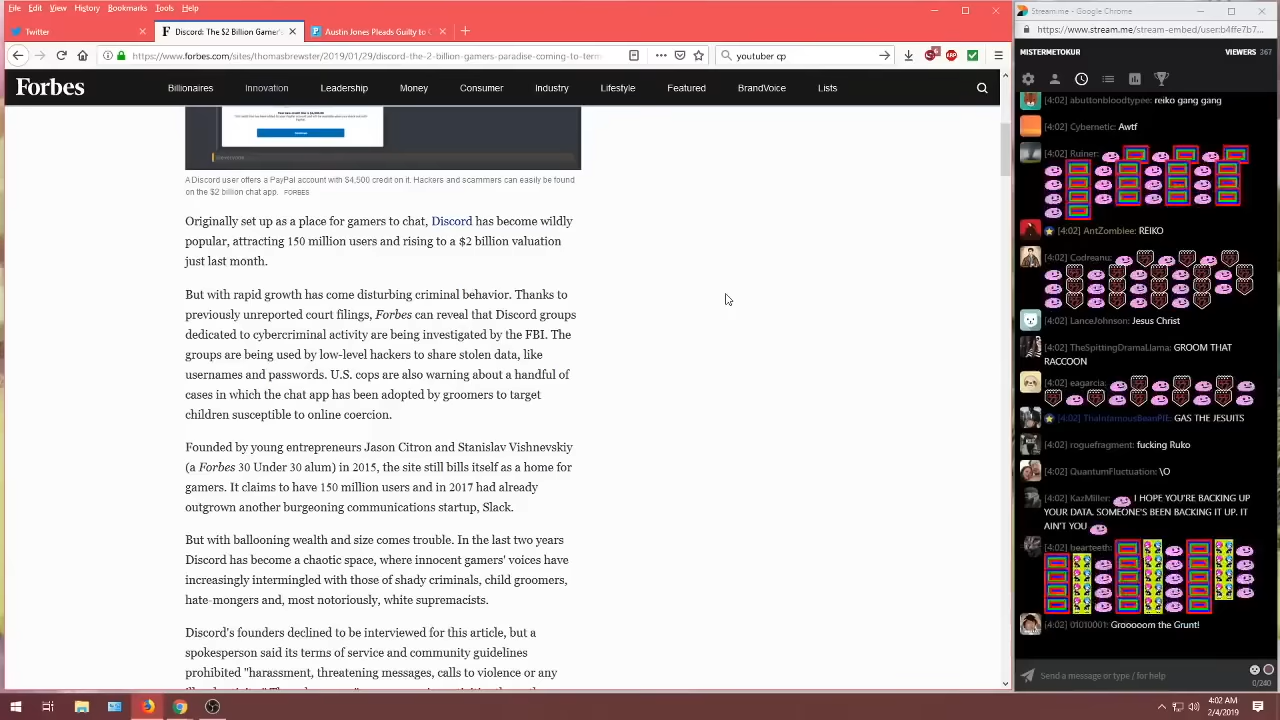 File Edit View History Bookmarks Tools Help
Twitter
Discord: The $2 Billion Gamer's
Austin Jones Pleads Guilty to C
https://www.forbes.com/sites/thomasbrewster/2019/01/29/discord-the-2-billion-gamers-paradise-coming-to-term
youtuber cp
Forbes
Billionaires Innovation Leadership Money Consumer Industry Lifestyle Featured BrandVoice Lists
Continue
A Discord user offers a PayPal account with $4,500 credit on it. Hackers and scammers can easily be found
on the $2 billion chat app. FORBES
Originally set up as a place for gamers to chat, Discord has become wildly
popular, attracting 150 million users and rising to a $2 billion valuation
just last month.
But with rapid growth has come disturbing criminal behavior. Thanks to
previously unreported court filings, Forbes can reveal that Discord groups
dedicated to cybercriminal activity are being investigated by the FBI. The
groups are being used by low-level hackers to share stolen data, like
usernames and passwords. U.S. cops are also warning about a handful of
cases in which the chat app has been adopted by groomers to target
children susceptible to online coercion.
Founded by young entrepreneurs Jason Citron and Stanislav Vishnevskiy
(a Forbes 30 Under 30 alum) in 2015, the site still bills itself as a home for
gamers. It claims to have 150 million users and in 2017 had already
outgrown another burgeoning communications startup, Slack.
But with ballooning wealth and size comes trouble. In the last two years
Discord has become a chaotic space where innocent gamers' voices have
increasingly intermingled with those of shady criminals, child groomers,
hate-mongers and, most notoriously, white supremacists.
Discord's founders declined to be interviewed for this article, but a
spokesperson said its terms of service and community guidelines
prohibited "harassment, threatening messages, calls to violence or any
Stream.me - Mozilla Firefox
https://www.stream.me/stream-embed/userb4ffe7d7...
MISTERMETOKUR VIEWERS
[4:02] abuttonbloodtypee: reiko gang gang
[4:02] Cybernetic: Awtf
[4:02] Ruiner:
[4:02] AntZombiee: REIKO
[4:02] Codreanu:
[4:02] LanceJohnson: Jesus Christ
[4:02] TheSpittingDramaLlama: GROOM THAT
RACCOON
[4:02] eagarcia:
[4:02] ThaInfamousBeanPIE: GAS THE JESUITS
[4:02] roguefragment: fucking Ruko
[4:02] QuantumFluctuation: \O
[4:02] KazMiller: I HOPE YOU'RE BACKING UP
YOUR DATA. SOMEONE'S BEEN BACKING IT UP. IT
AIN'T YOU
[4:02] bearteeth:
[4:02] 01010001: Grooooom the Grunt!
Send a message or type / for help
0/240
4:02 AM
2/4/2019